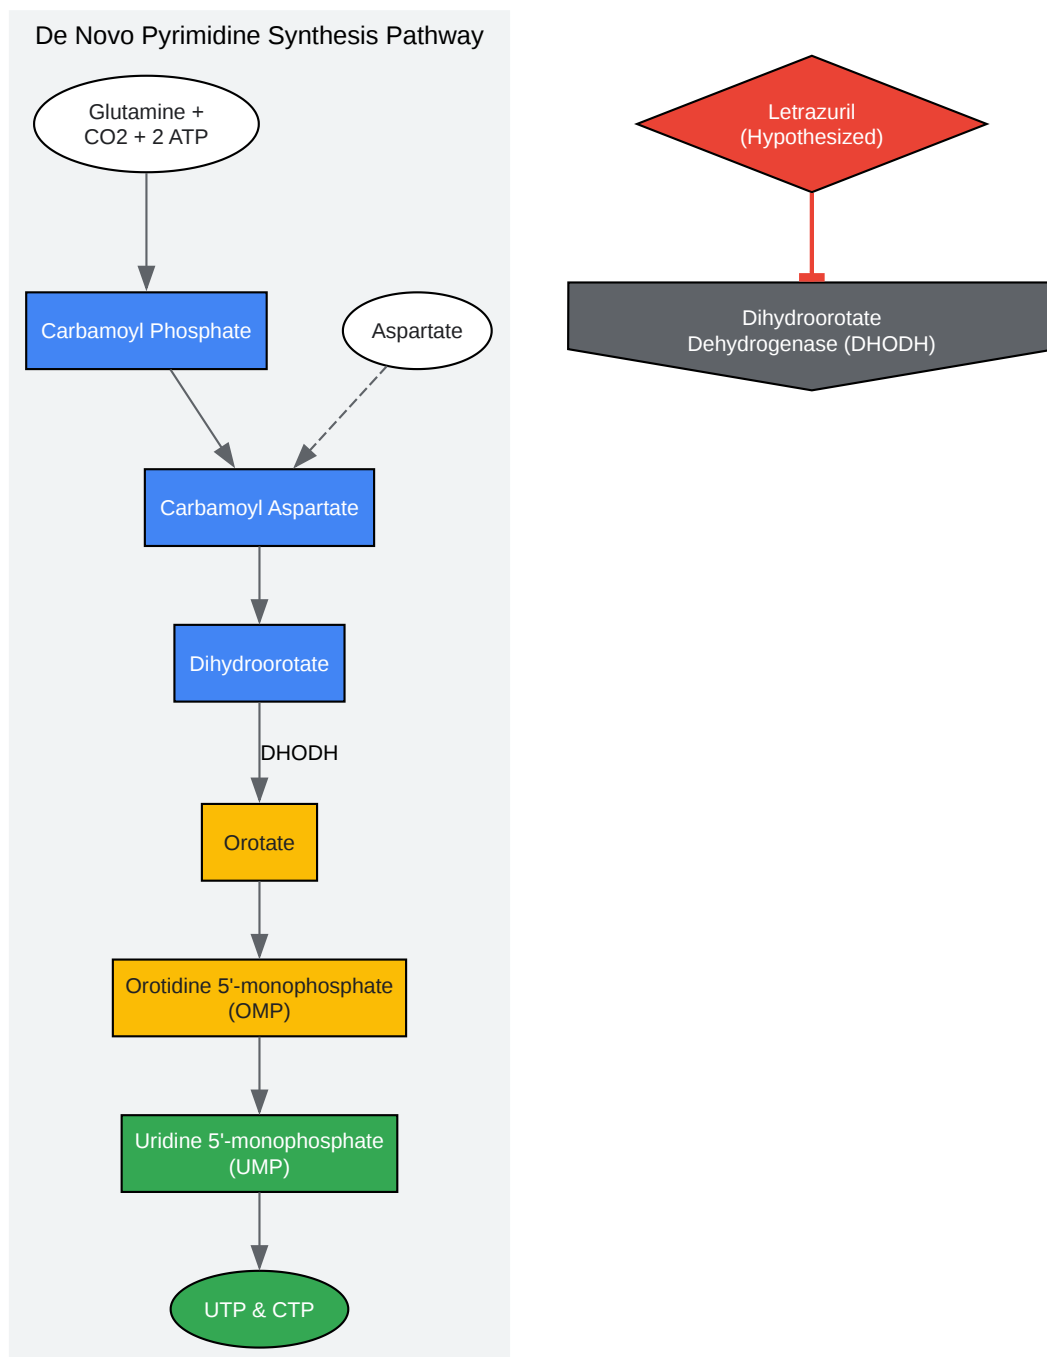 De Novo Pyrimidine Synthesis Pathway
Glutamine +
CO2 + 2 ATP
Carbamoyl Phosphate
Aspartate
Carbamoyl Aspartate
Dihydroorotate
DHODH
Orotate
Orotidine 5'-monophosphate
(OMP)
Uridine 5'-monophosphate
(UMP)
UTP & CTP
Letrazuril
(Hypothesized)
Dihydroorotate
Dehydrogenase (DHODH)